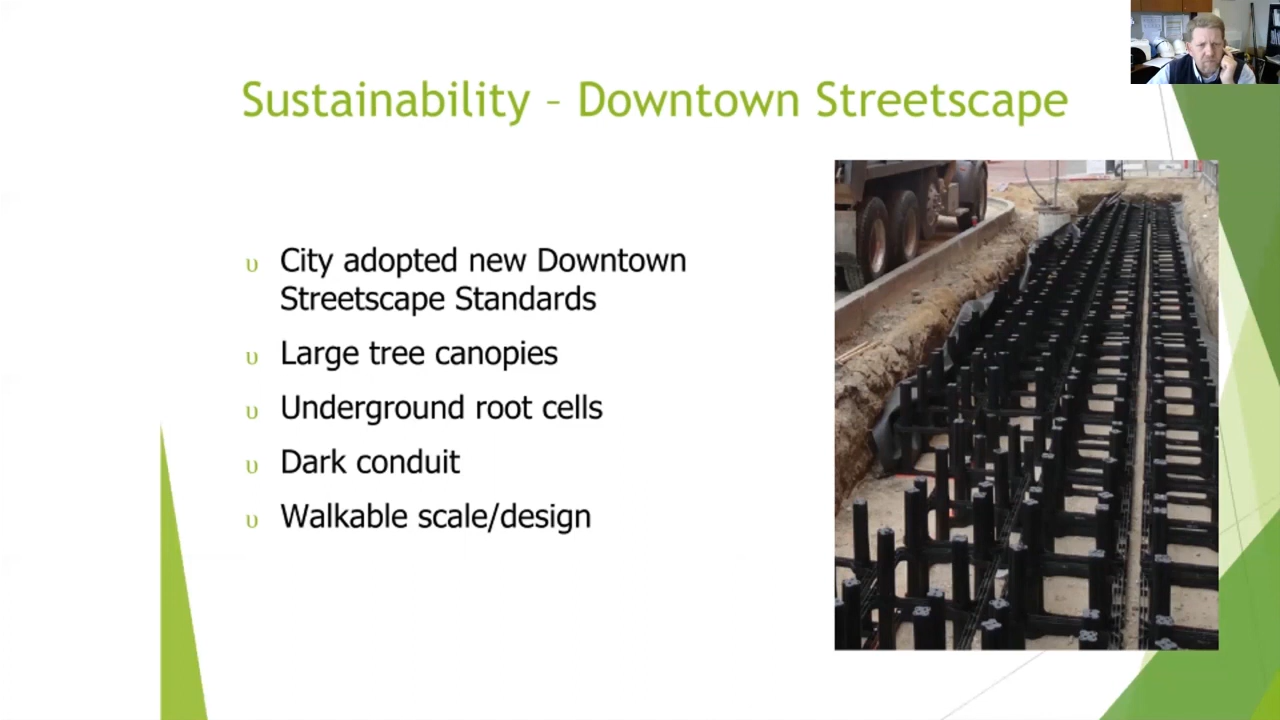 Sustainability – Downtown Streetscape
υ City adopted new Downtown
Streetscape Standards
υ Large tree canopies
υ Underground root cells
υ Dark conduit
υ Walkable scale/design